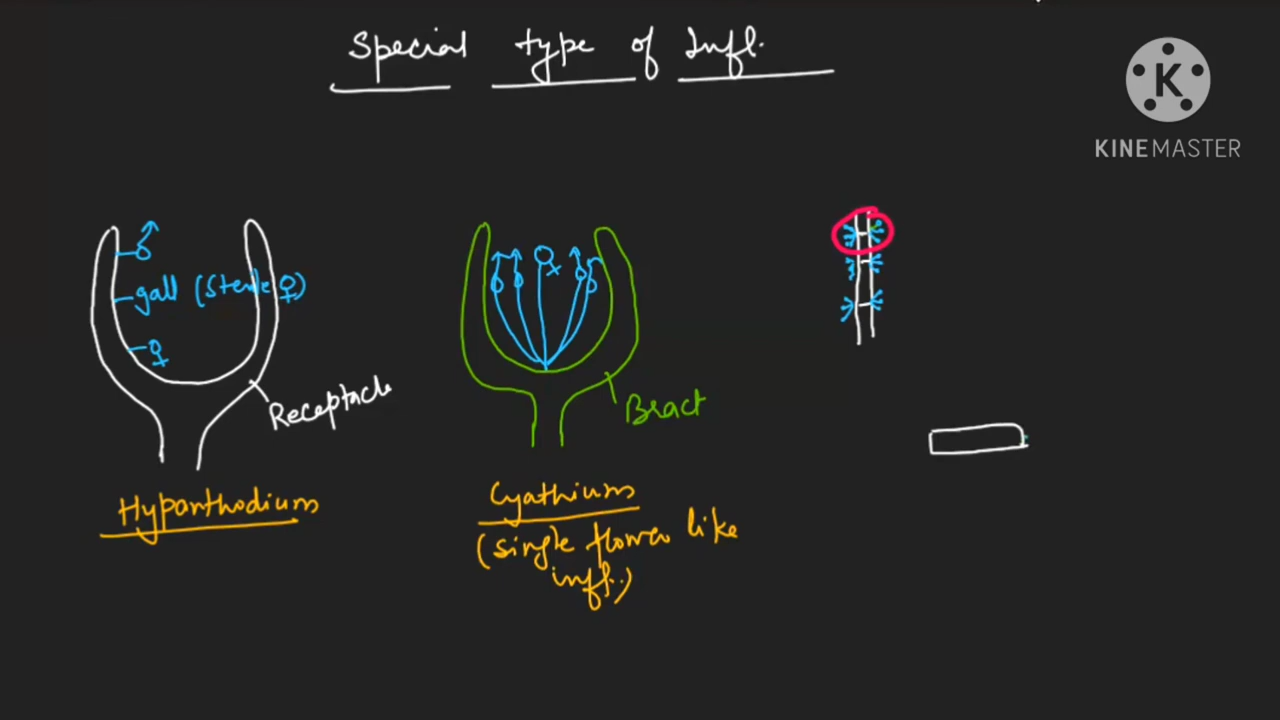 Special type of Infl.
K
KINEMASTER
♂
gall (Sterile ♀)
♀
Receptacle
Hypanthodium
♂ ♂ ♀ ♂ ♂
Bract
Cyathium
(single flower like
infl.)